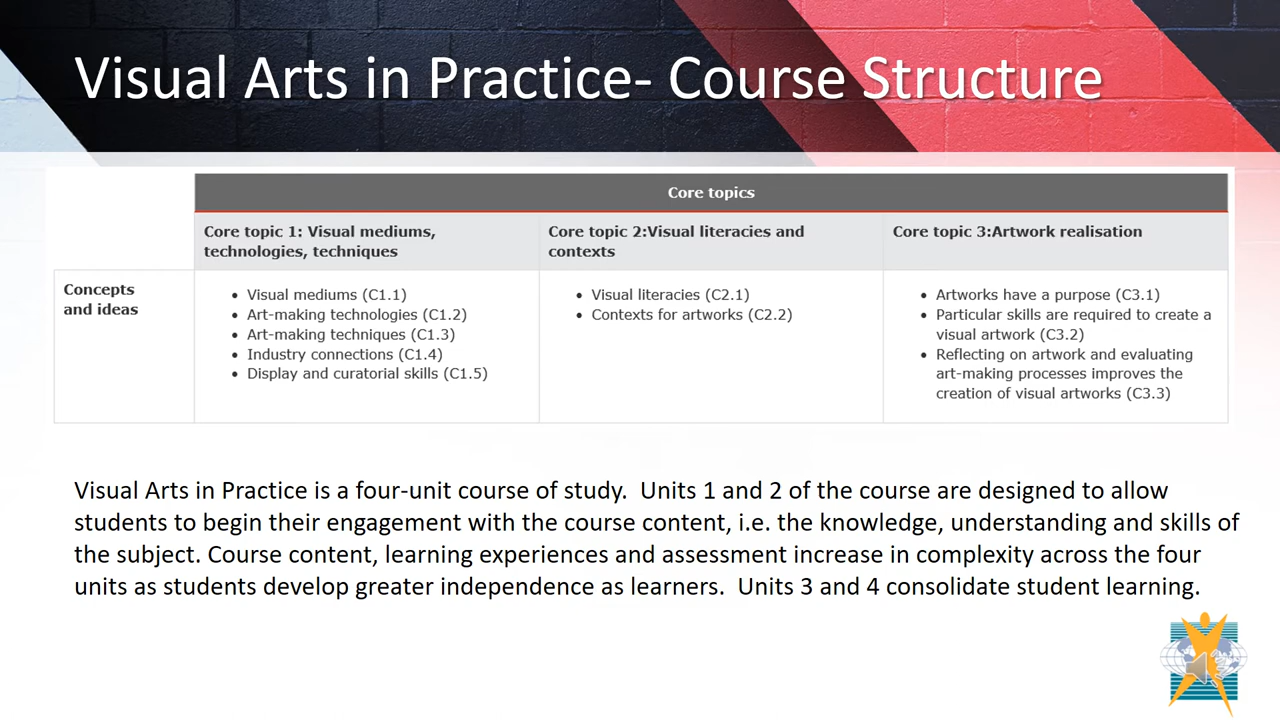 Visual Arts in Practice- Course Structure
Core topics
Core topic 1: Visual mediums,
technologies, techniques
Core topic 2:Visual literacies and
contexts
Core topic 3:Artwork realisation
Concepts
and ideas
• Visual mediums (C1.1)
• Art-making technologies (C1.2)
• Art-making techniques (C1.3)
• Industry connections (C1.4)
• Display and curatorial skills (C1.5)
• Visual literacies (C2.1)
• Contexts for artworks (C2.2)
• Artworks have a purpose (C3.1)
• Particular skills are required to create a
visual artwork (C3.2)
• Reflecting on artwork and evaluating
art-making processes improves the
creation of visual artworks (C3.3)
Visual Arts in Practice is a four-unit course of study.  Units 1 and 2 of the course are designed to allow
students to begin their engagement with the course content, i.e. the knowledge, understanding and skills of
the subject. Course content, learning experiences and assessment increase in complexity across the four
units as students develop greater independence as learners.  Units 3 and 4 consolidate student learning.